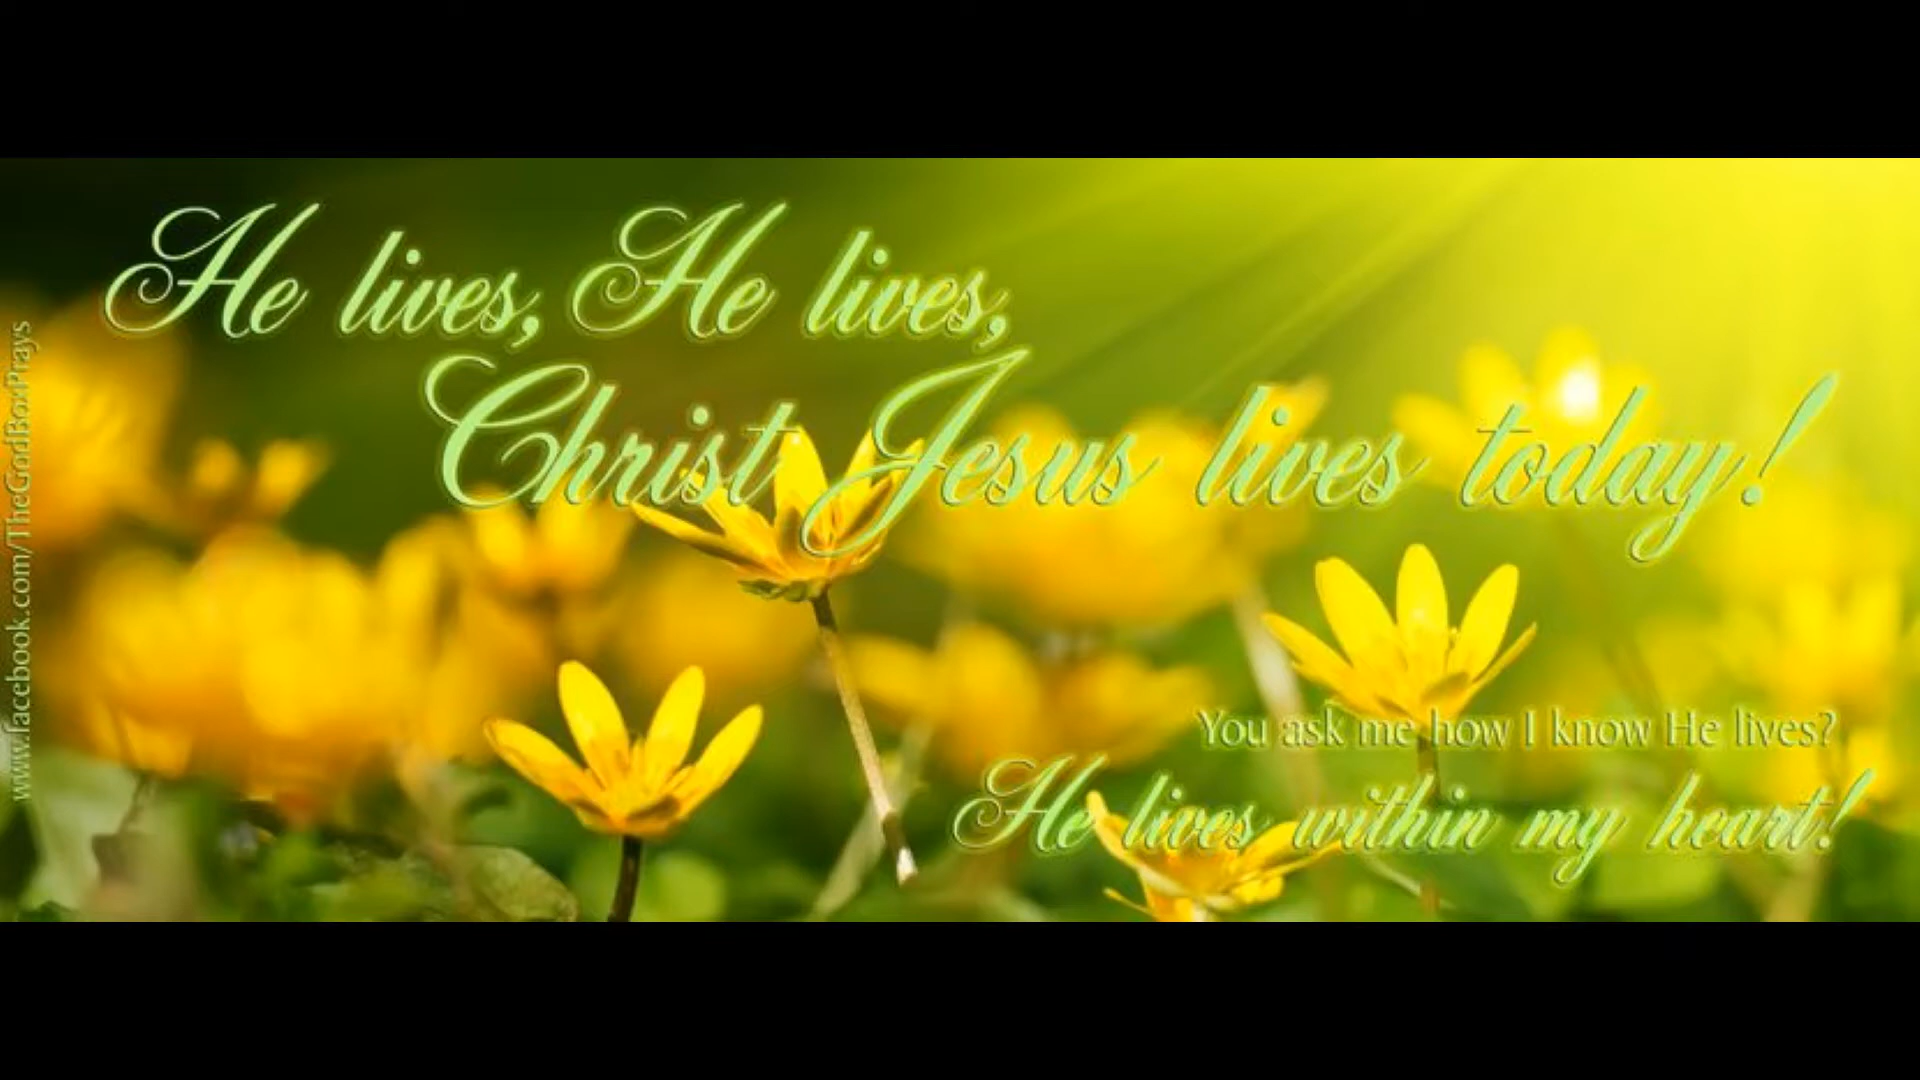 He lives, He lives,
Christ Jesus lives today!
You ask me how I know He lives?
He lives within my heart!
www.facebook.com/TheGodBoxPrays